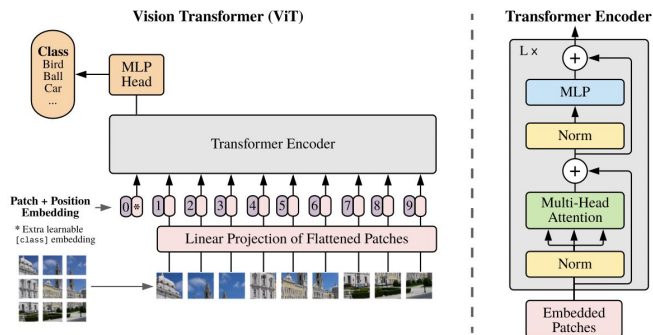 Vision Transformer (ViT)
Class
Bird
Ball
Car
...
MLP
Head
Transformer Encoder
Patch + Position
Embedding
* Extra learnable
[class] embedding
0 * 1 2 3 4 5 6 7 8 9
Linear Projection of Flattened Patches
Transformer Encoder
L ×
+
MLP
Norm
+
Multi-Head
Attention
Norm
Embedded
Patches